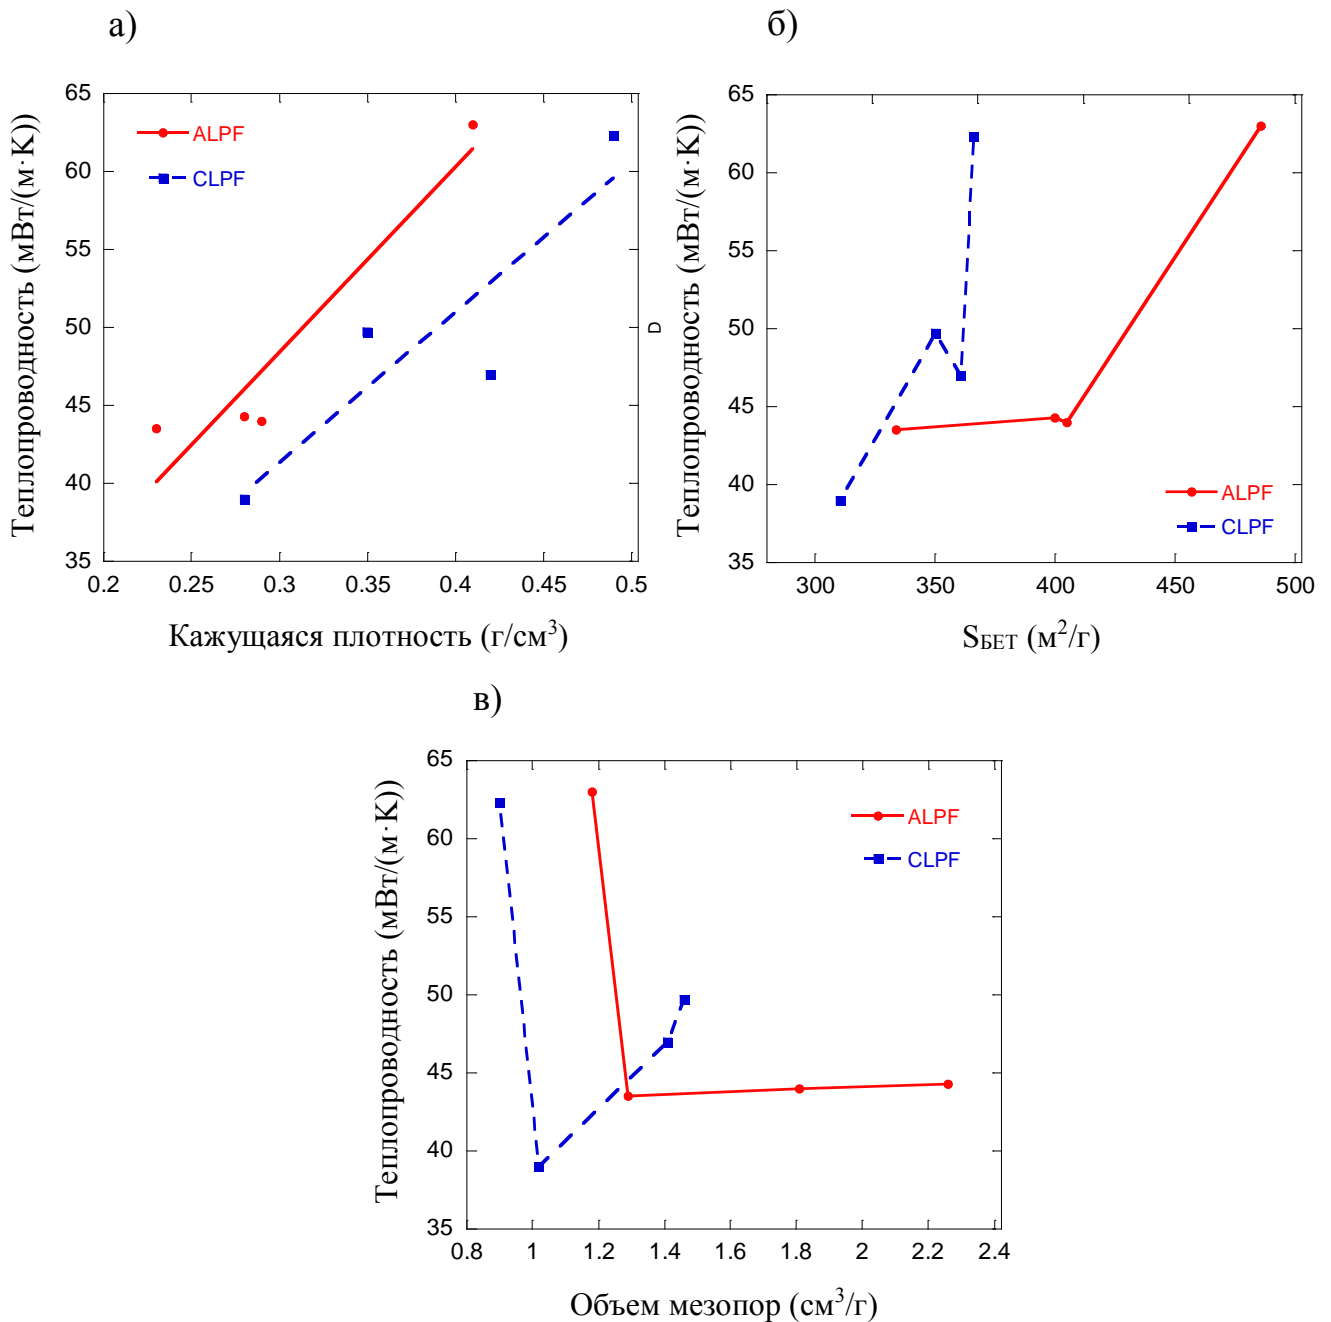 а)
Теплопроводность (мВт/(м·К))
65
60
55
50
45
40
35
ALPF
CLPF
0.2
0.25
0.3
0.35
0.4
0.45
0.5
Кажущаяся плотность (г/см³)
D
б)
Теплопроводность (мВт/(м·К))
65
60
55
50
45
40
35
ALPF
CLPF
300
350
400
450
500
SБЕТ (м²/г)
в)
Теплопроводность (мВт/(м·К))
65
60
55
50
45
40
35
ALPF
CLPF
0.8
1
1.2
1.4
1.6
1.8
2
2.2
2.4
Объем мезопор (см³/г)